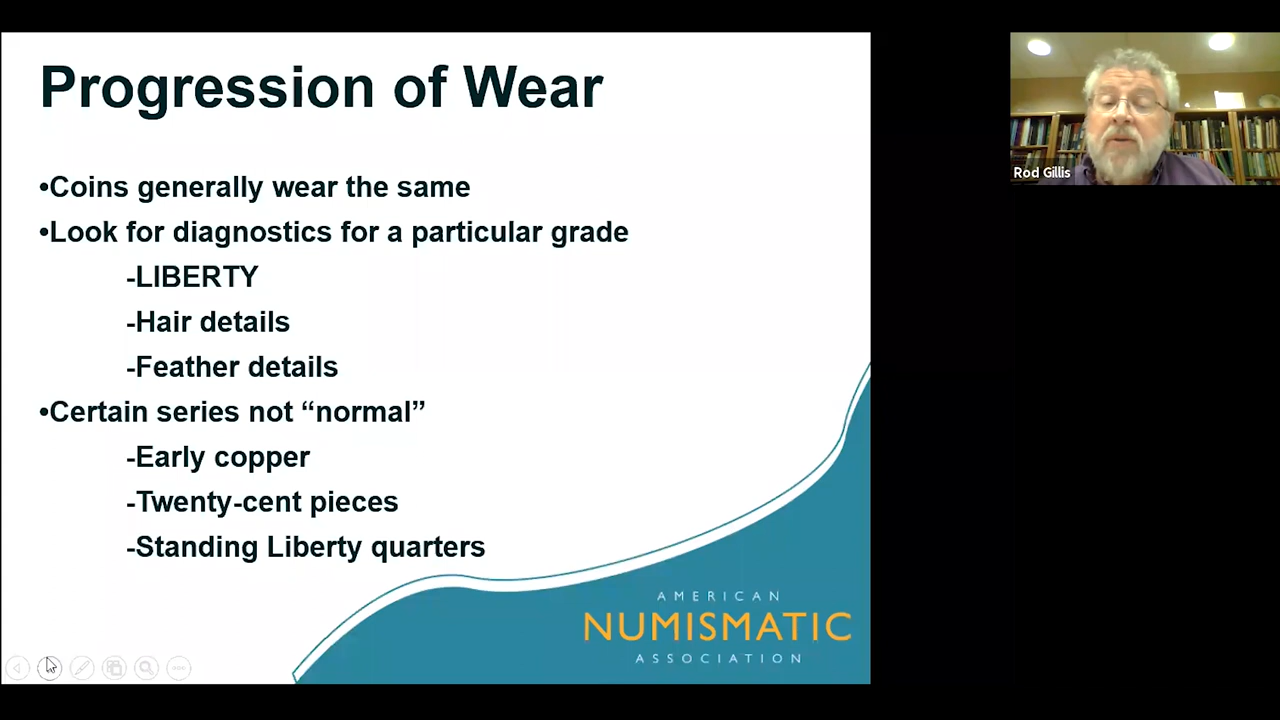 Progression of Wear
•Coins generally wear the same
•Look for diagnostics for a particular grade
-LIBERTY
-Hair details
-Feather details
•Certain series not “normal”
-Early copper
-Twenty-cent pieces
-Standing Liberty quarters
AMERICAN
NUMISMATIC
ASSOCIATION
Rod Gillis